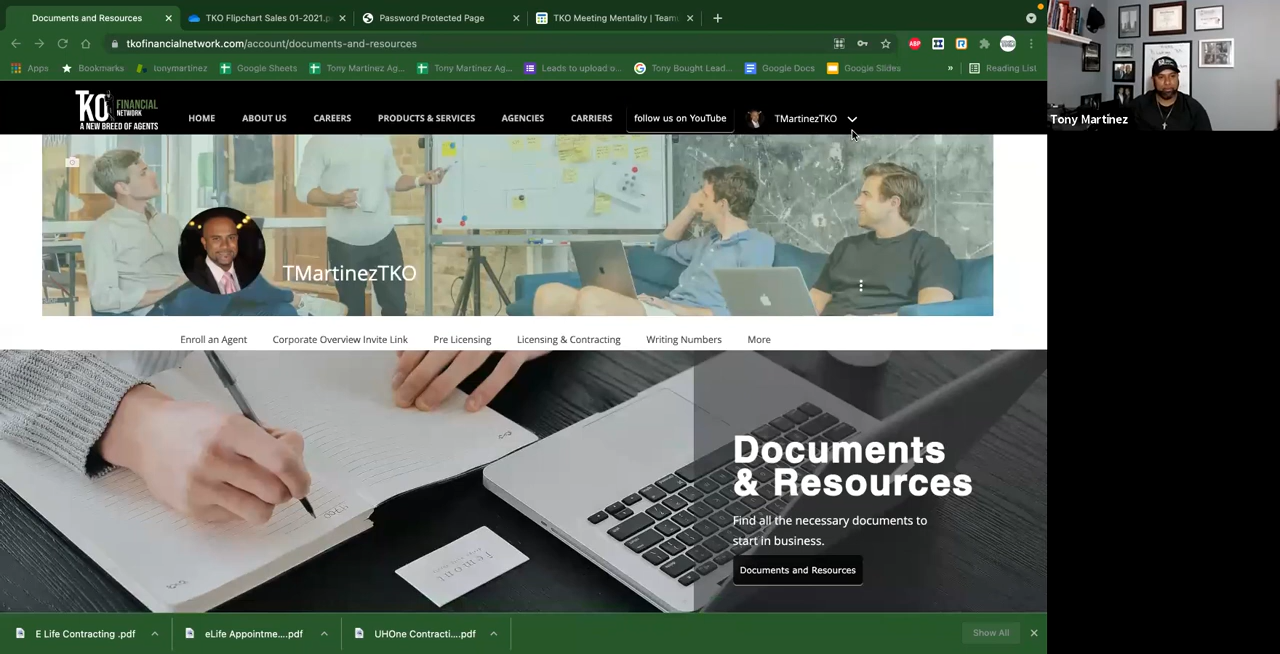 Documents and Resources
TKO Flipchart Sales 01-2021.p
Password Protected Page
TKO Meeting Mentality | Team
tkofinancialnetwork.com/account/documents-and-resources
ABP
Apps
Bookmarks
tonymartinez
Google Sheets
Tony Martinez Ag...
Tony Martinez Ag...
Leads to upload o...
Tony Bought Lead...
Google Docs
Google Slides
»
Reading List
TKO FINANCIAL
NETWORK
A NEW BREED OF AGENTS
HOME
ABOUT US
CAREERS
PRODUCTS & SERVICES
AGENCIES
CARRIERS
follow us on YouTube
TMartinezTKO
Tony Martinez
TMartinezTKO
Enroll an Agent
Corporate Overview Invite Link
Pre Licensing
Licensing & Contracting
Writing Numbers
More
Documents
& Resources
Find all the necessary documents to
start in business.
Documents and Resources
E Life Contracting .pdf
eLife Appointme....pdf
UHOne Contracti....pdf
Show All